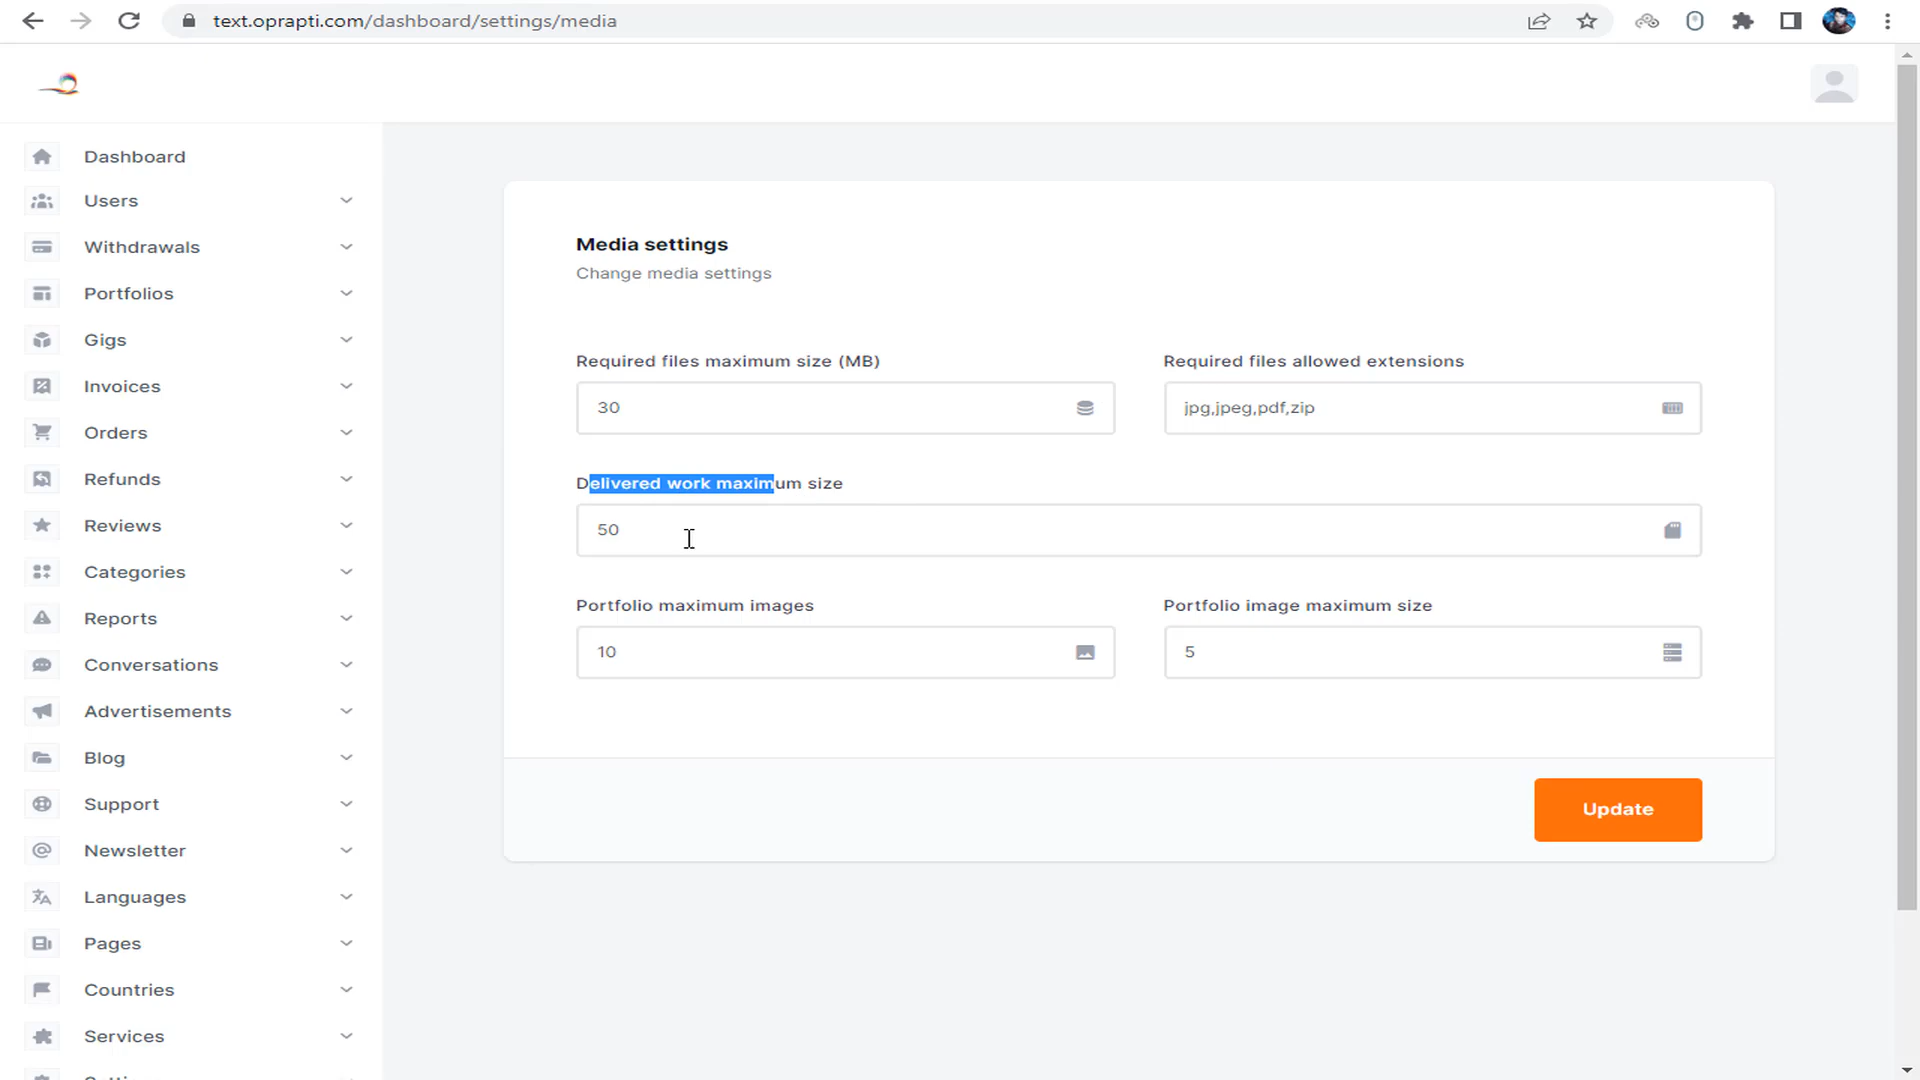 text.oprapti.com/dashboard/settings/media
Dashboard
Users
Withdrawals
Portfolios
Gigs
Invoices
Orders
Refunds
Reviews
Categories
Reports
Conversations
Advertisements
Blog
Support
Newsletter
Languages
Pages
Countries
Services
Media settings
Change media settings
Required files maximum size (MB)
Required files allowed extensions
30
jpg,jpeg,pdf,zip
Delivered work maximum size
50
Portfolio maximum images
Portfolio image maximum size
10
5
Update